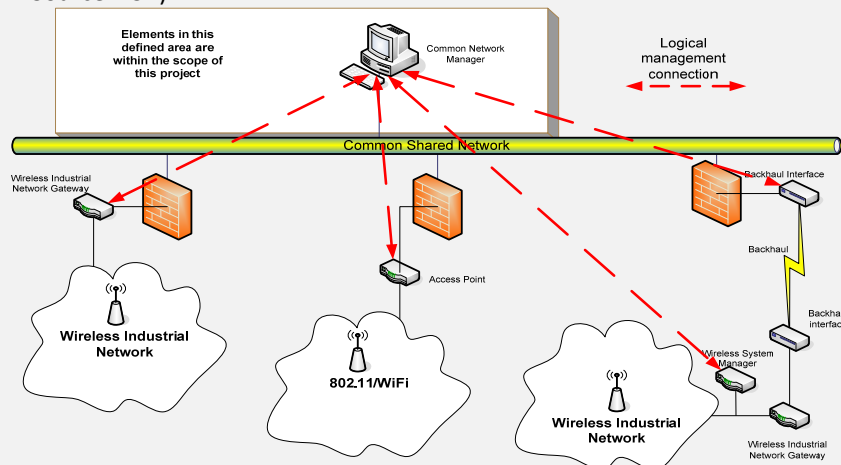 Elements in this
defined area are
within the scope of
this project
Common Network
Manager
Logical
management
connection
Common Shared Network
Wireless Industrial
Network Gateway
Backhaul Interface
Backhaul
Access Point
Wireless Industrial
Network
802.11/WiFi
Backha
interfac
Wireless System
Manager
Wireless Industrial
Network
Wireless Industrial
Network Gateway